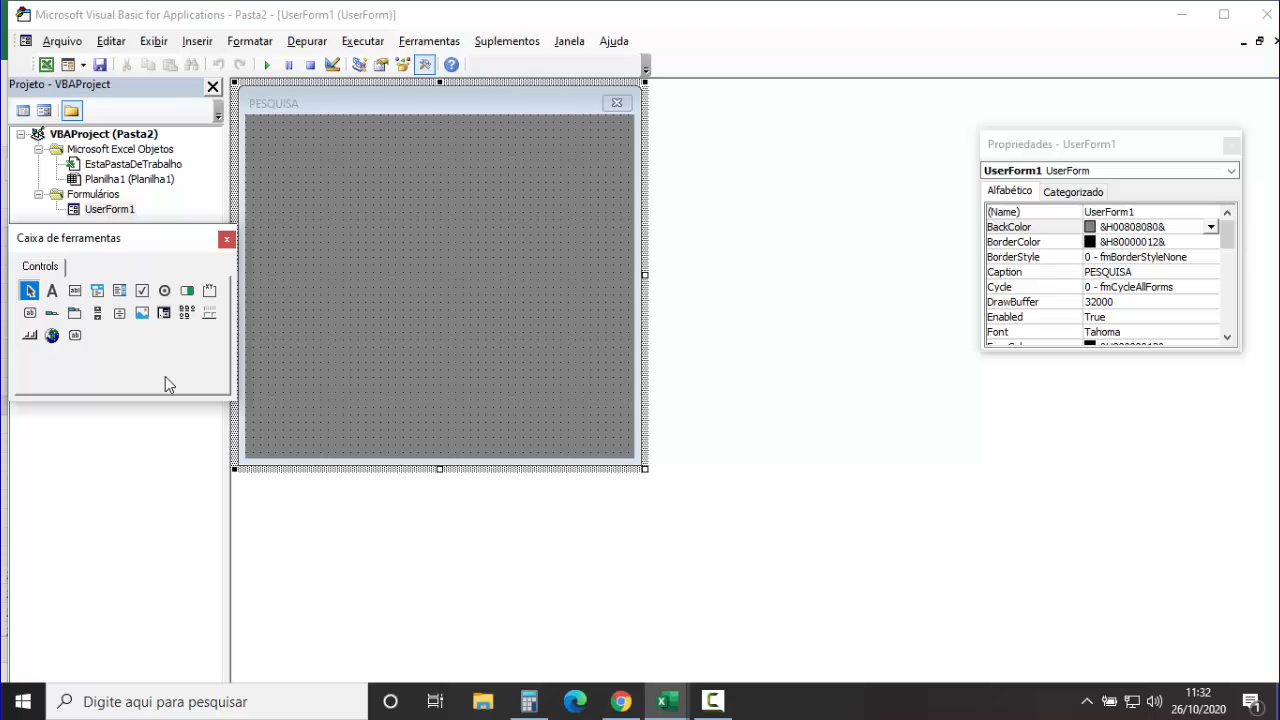 Microsoft Visual Basic for Applications - Pasta2 - [UserForm1 (UserForm)]
Arquivo Editar Exibir Inserir Formatar Depurar Executar Ferramentas Suplementos Janela Ajuda
Projeto - VBAProject
VBAProject (Pasta2)
Microsoft Excel Objetos
EstaPastaDeTrabalho
Planilha1 (Planilha1)
Formulários
UserForm1
Caixa de ferramentas
Controls
PESQUISA
Propriedades - UserForm1
UserForm1 UserForm
Alfabético Categorizado
(Name) UserForm1
BackColor &H00808080&
BorderColor &H80000012&
BorderStyle 0 - fmBorderStyleNone
Caption PESQUISA
Cycle 0 - fmCycleAllForms
DrawBuffer 32000
Enabled True
Font Tahoma
Digite aqui para pesquisar
11:32
26/10/2020